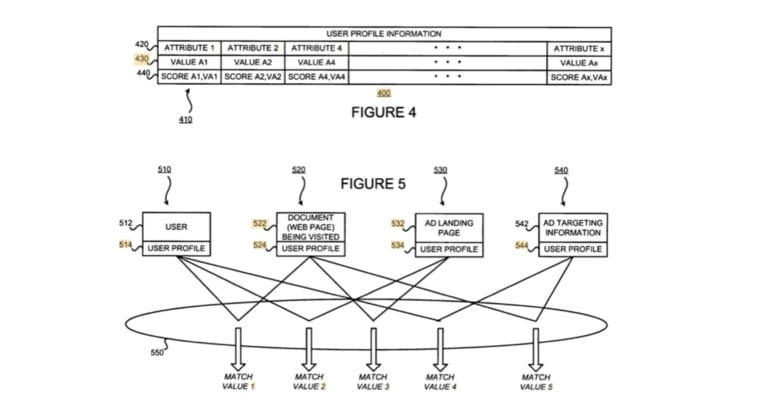 USER PROFILE INFORMATION
420 ATTRIBUTE 1 ATTRIBUTE 2 ATTRIBUTE 4 • • • ATTRIBUTE x
430 VALUE A1 VALUE A2 VALUE A4 • • • VALUE Ax
440 SCORE A1,VA1 SCORE A2,VA2 SCORE A4,VA4 • • • SCORE Ax,VAx
400
410
FIGURE 4
510 520 530 540
FIGURE 5
512 USER
514 USER PROFILE
522 DOCUMENT
(WEB PAGE)
BEING VISITED
524 USER PROFILE
532 AD LANDING
PAGE
534 USER PROFILE
542 AD TARGETING
INFORMATION
544 USER PROFILE
550
MATCH
VALUE 1
MATCH
VALUE 2
MATCH
VALUE 3
MATCH
VALUE 4
MATCH
VALUE 5